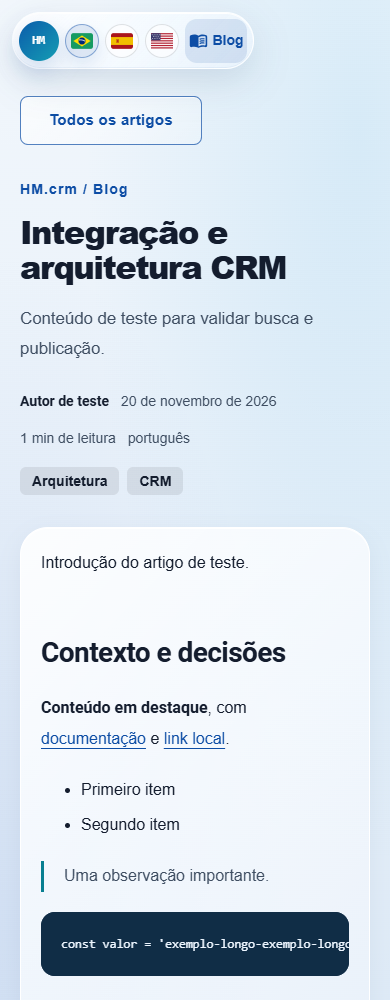 HM
Blog
Todos os artigos
HM.crm / Blog
Integração e
arquitetura CRM
Conteúdo de teste para validar busca e
publicação.
Autor de teste 20 de novembro de 2026
1 min de leitura português
Arquitetura CRM
Introdução do artigo de teste.
Contexto e decisões
Conteúdo em destaque, com
documentação e link local.
• Primeiro item
• Segundo item
Uma observação importante.
const valor = 'exemplo-longo-exemplo-longo